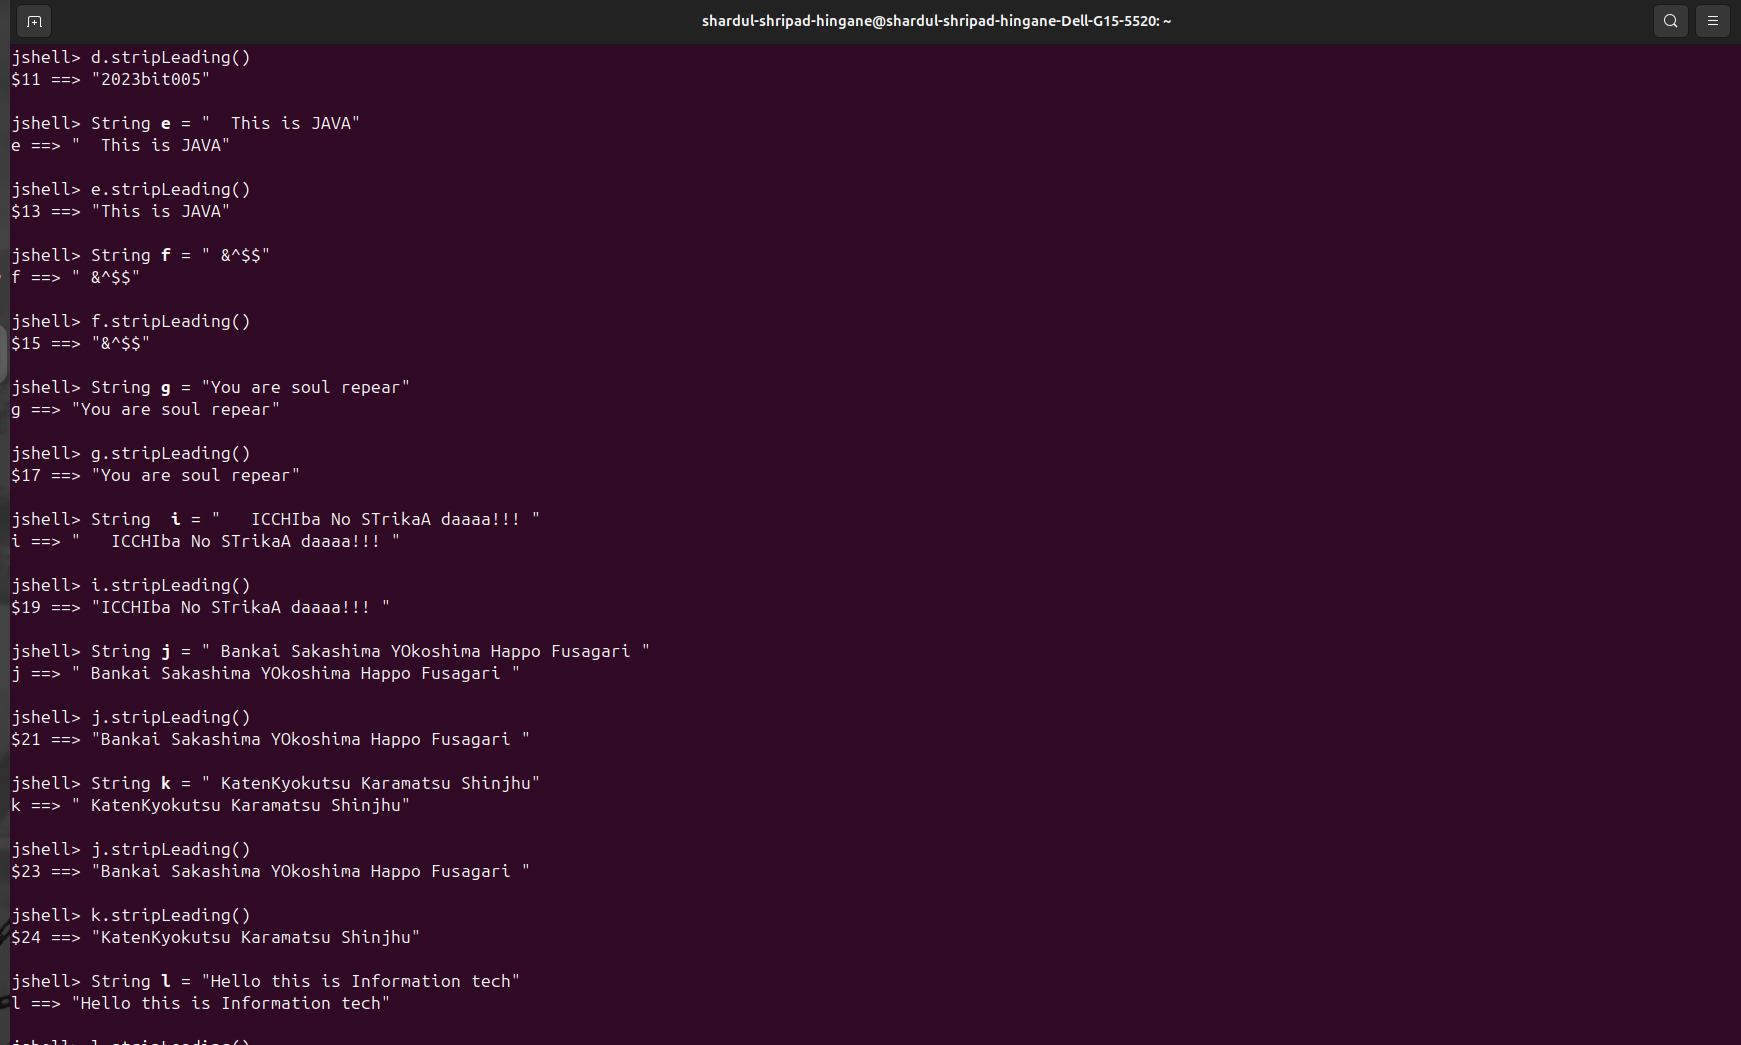 shardul-shripad-hingane@shardul-shripad-hingane-Dell-G15-5520: ~
jshell> d.stripLeading()
$11 ==> "2023bit005"
jshell> String e = "  This is JAVA"
e ==> "  This is JAVA"
jshell> e.stripLeading()
$13 ==> "This is JAVA"
jshell> String f = " &^$$"
f ==> " &^$$"
jshell> f.stripLeading()
$15 ==> "&^$$"
jshell> String g = "You are soul repear"
g ==> "You are soul repear"
jshell> g.stripLeading()
$17 ==> "You are soul repear"
jshell> String  i = "   ICCHIba No STrikaA daaaa!!! "
i ==> "   ICCHIba No STrikaA daaaa!!! "
jshell> i.stripLeading()
$19 ==> "ICCHIba No STrikaA daaaa!!! "
jshell> String j = " Bankai Sakashima YOkoshima Happo Fusagari "
j ==> " Bankai Sakashima YOkoshima Happo Fusagari "
jshell> j.stripLeading()
$21 ==> "Bankai Sakashima YOkoshima Happo Fusagari "
jshell> String k = " KatenKyokutsu Karamatsu Shinjhu"
k ==> " KatenKyokutsu Karamatsu Shinjhu"
jshell> j.stripLeading()
$23 ==> "Bankai Sakashima YOkoshima Happo Fusagari "
jshell> k.stripLeading()
$24 ==> "KatenKyokutsu Karamatsu Shinjhu"
jshell> String l = "Hello this is Information tech"
l ==> "Hello this is Information tech"
jshell> l.stripLeading()